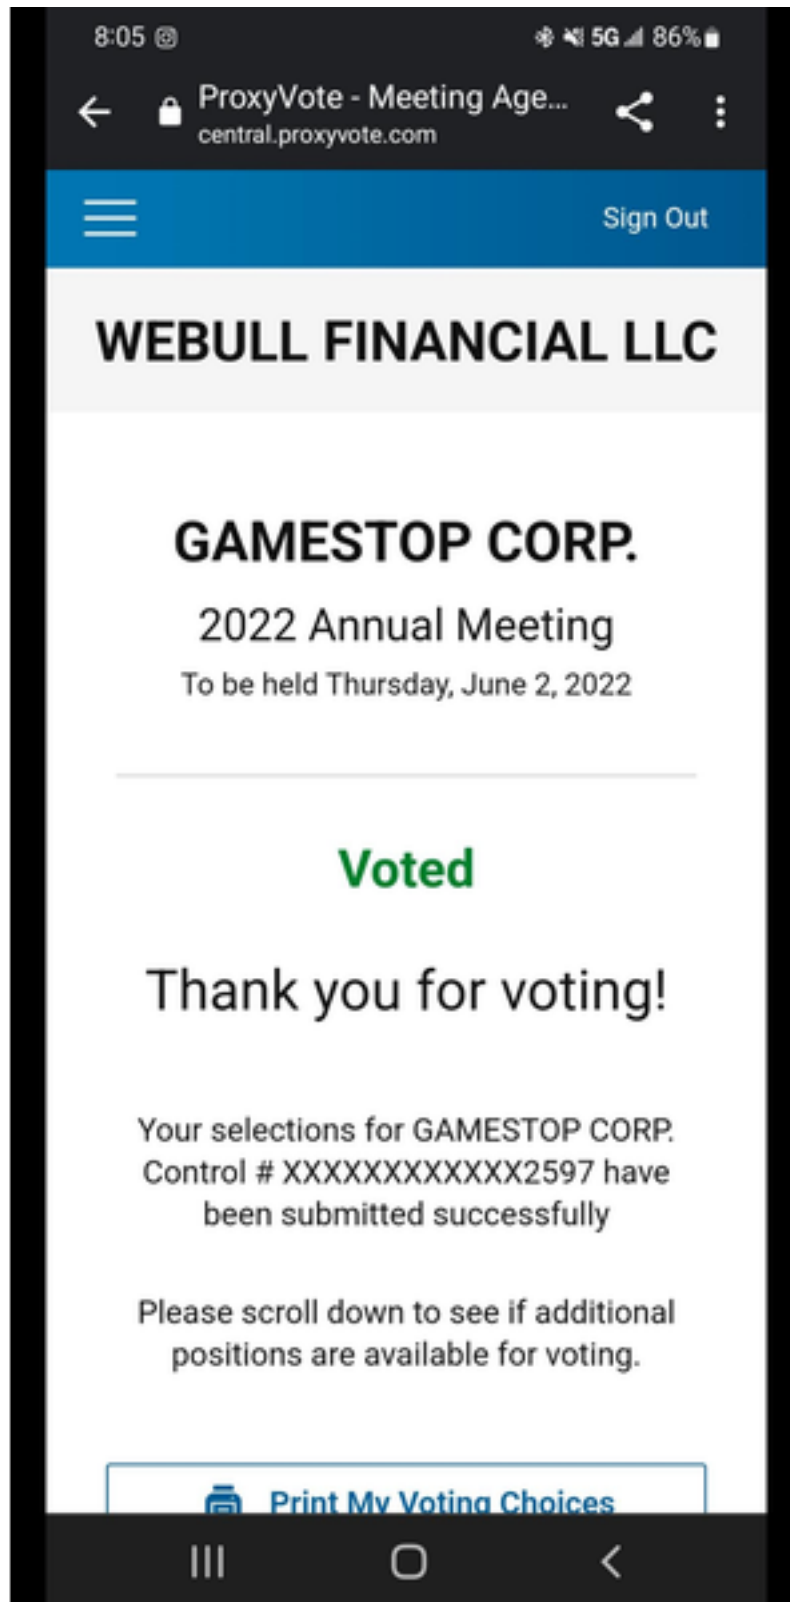 8:05 5G 86%
ProxyVote - Meeting Age...
central.proxyvote.com
Sign Out
WEBULL FINANCIAL LLC
GAMESTOP CORP.
2022 Annual Meeting
To be held Thursday, June 2, 2022
Voted
Thank you for voting!
Your selections for GAMESTOP CORP.
Control # XXXXXXXXXXXX2597 have
been submitted successfully
Please scroll down to see if additional
positions are available for voting.
Print My Voting Choices